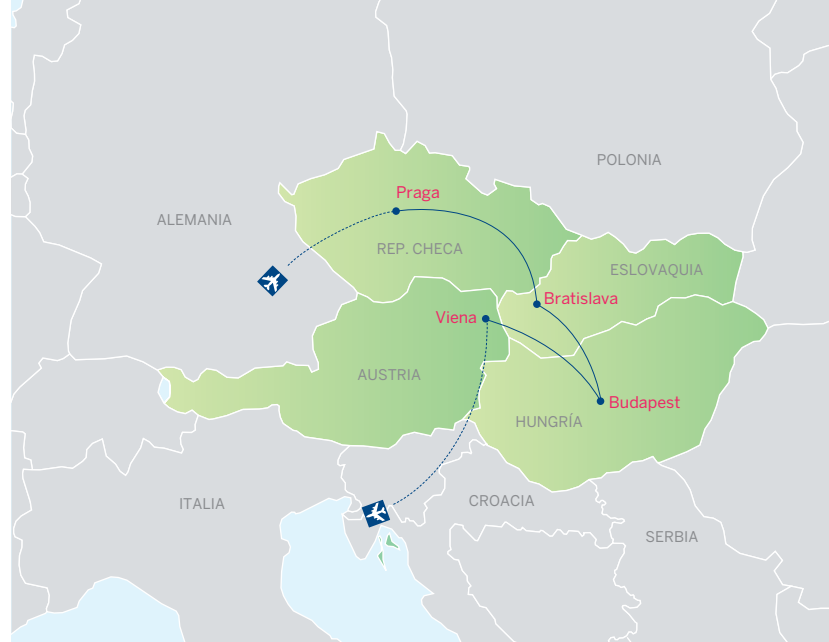 POLONIA
Praga
ALEMANIA
REP. CHECA
ESLOVAQUIA
Bratislava
Viena
AUSTRIA
Budapest
HUNGRÍA
ITALIA
CROACIA
SERBIA